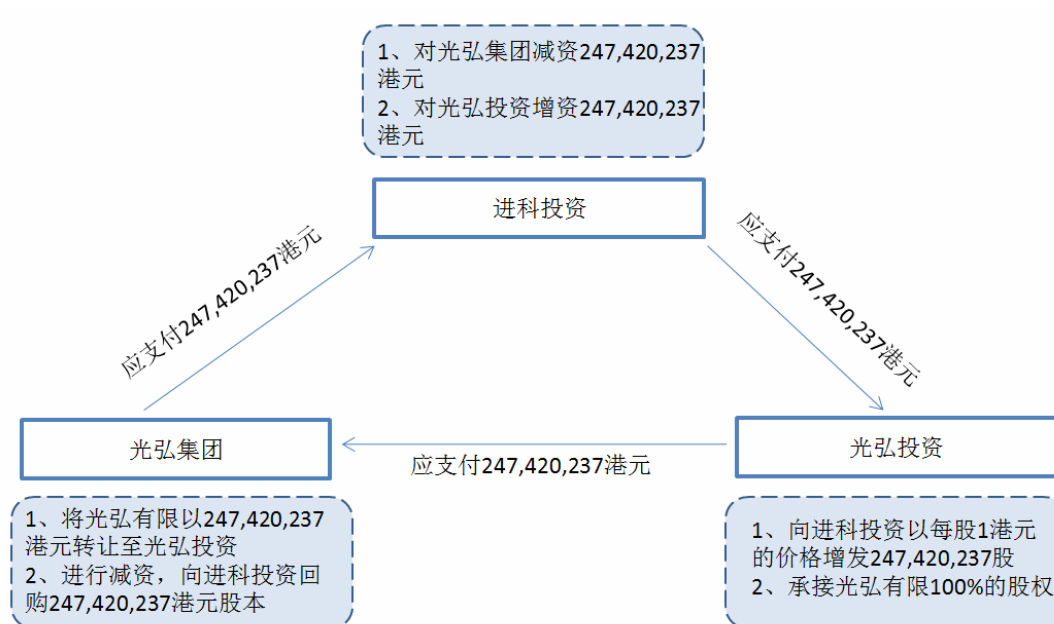 1、对光弘集团减资247,420,237
港元
2、对光弘投资增资247,420,237
港元
进科投资
应支付247,420,237港元
应支付247,420,237港元
光弘集团
应支付247,420,237港元
光弘投资
1、将光弘有限以247,420,237
港元转让至光弘投资
2、进行减资，向进科投资回
购247,420,237港元股本
1、向进科投资以每股1港元
的价格增发247,420,237股
2、承接光弘有限100%的股权